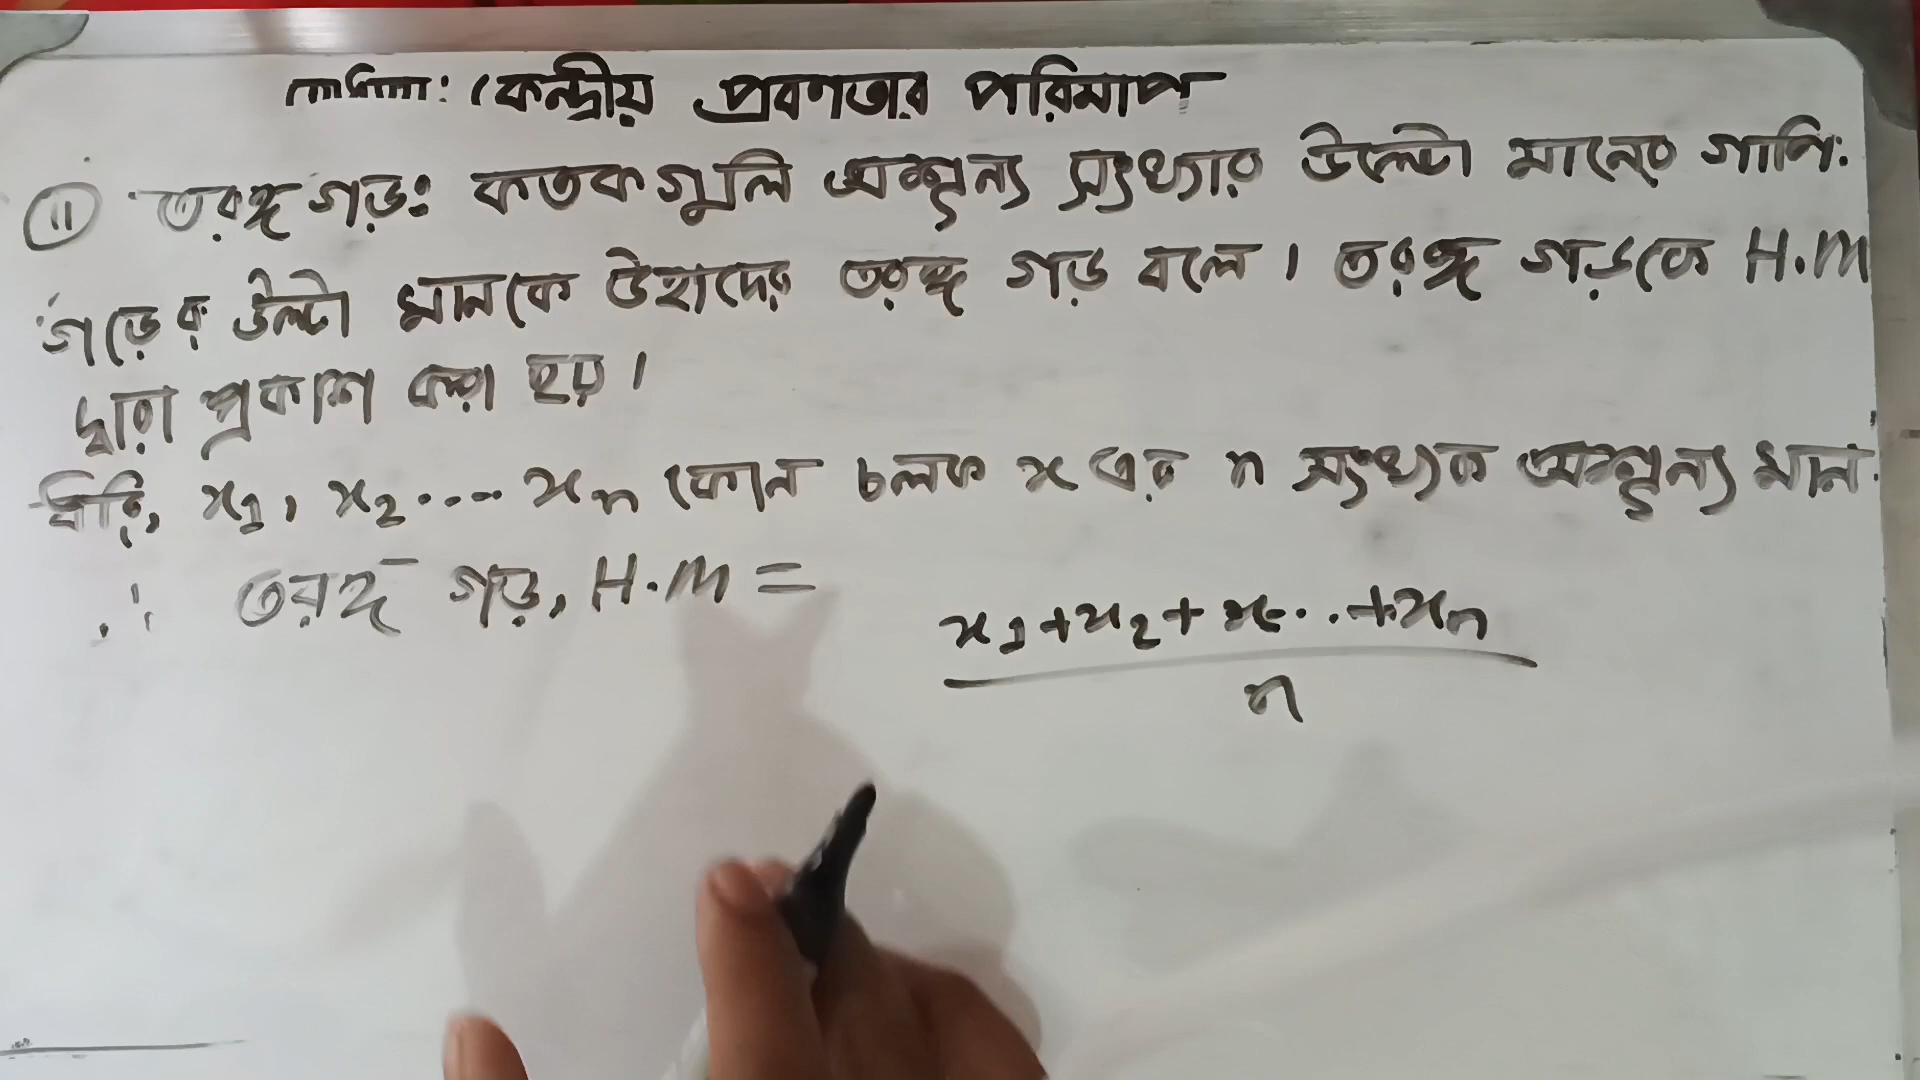 কেন্দ্রীয় প্রবণতার পরিমাপ
11 তরঙ্গ গড়ঃ কতকগুলি অশূন্য সংখ্যার উল্টো মানের গাণি.
গড়ের উল্টা মানকে উহাদের তরঙ্গ গড় বলে। তরঙ্গ গড়কে H.M
দ্বারা প্রকাশ করা হয়।
ধরি, x₁, x₂.... xₙ কোন চলক x এর n সংখ্যক অশূন্য মান.
∴ তরঙ্গ গড়, H.M =
x₁+x₂+x...+xₙ
n